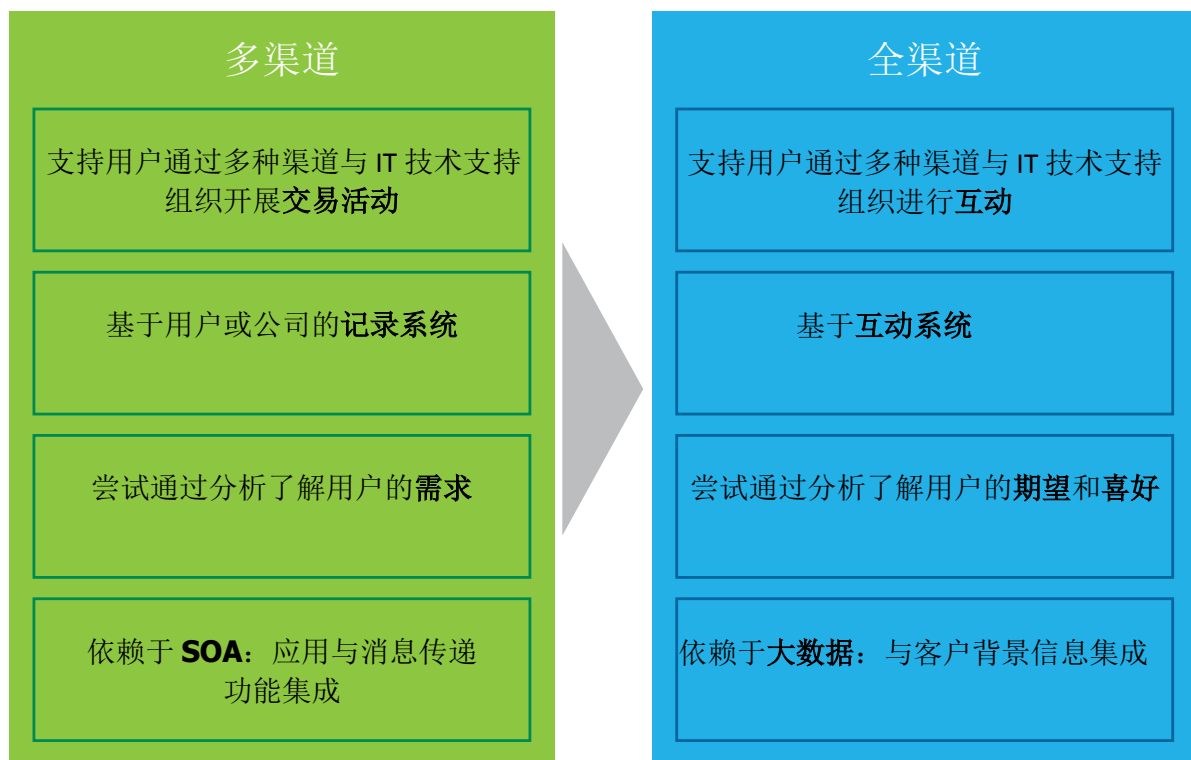 多渠道
支持用户通过多种渠道与 IT 技术支持
组织开展交易活动
基于用户或公司的记录系统
尝试通过分析了解用户的需求
依赖于 SOA：应用与消息传递
功能集成
全渠道
支持用户通过多种渠道与 IT 技术支持
组织进行互动
基于互动系统
尝试通过分析了解用户的期望和喜好
依赖于大数据：与客户背景信息集成